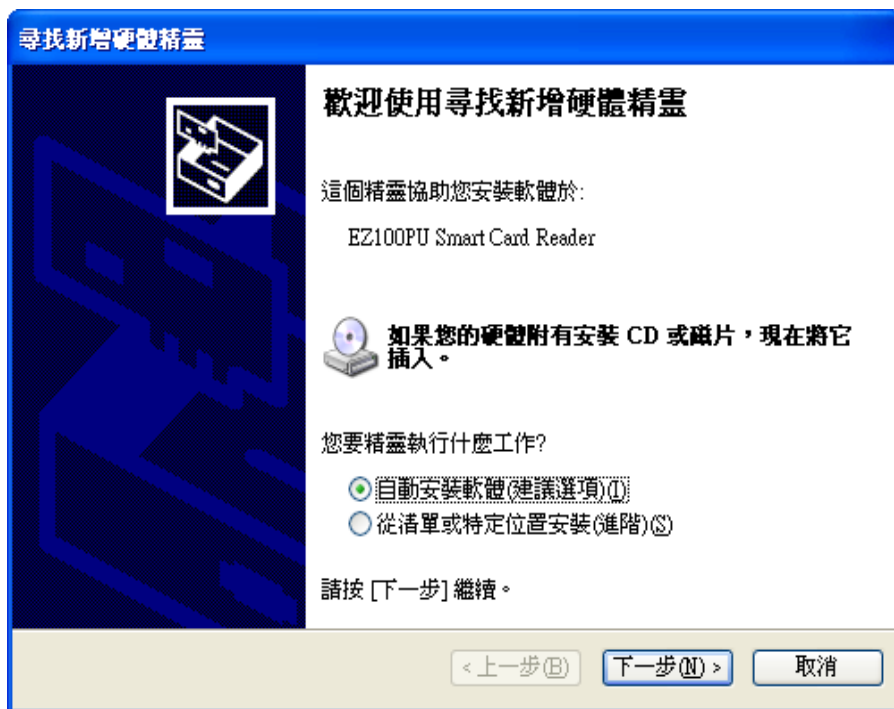 尋找新增硬體精靈
歡迎使用尋找新增硬體精靈
這個精靈協助您安裝軟體於:
EZ100PU Smart Card Reader
如果您的硬體附有安裝 CD 或磁片，現在將它
插入。
您要精靈執行什麼工作?
自動安裝軟體(建議選項)(I)
從清單或特定位置安裝(進階)(S)
請按 [下一步] 繼續。
< 上一步(B)
下一步(N) >
取消